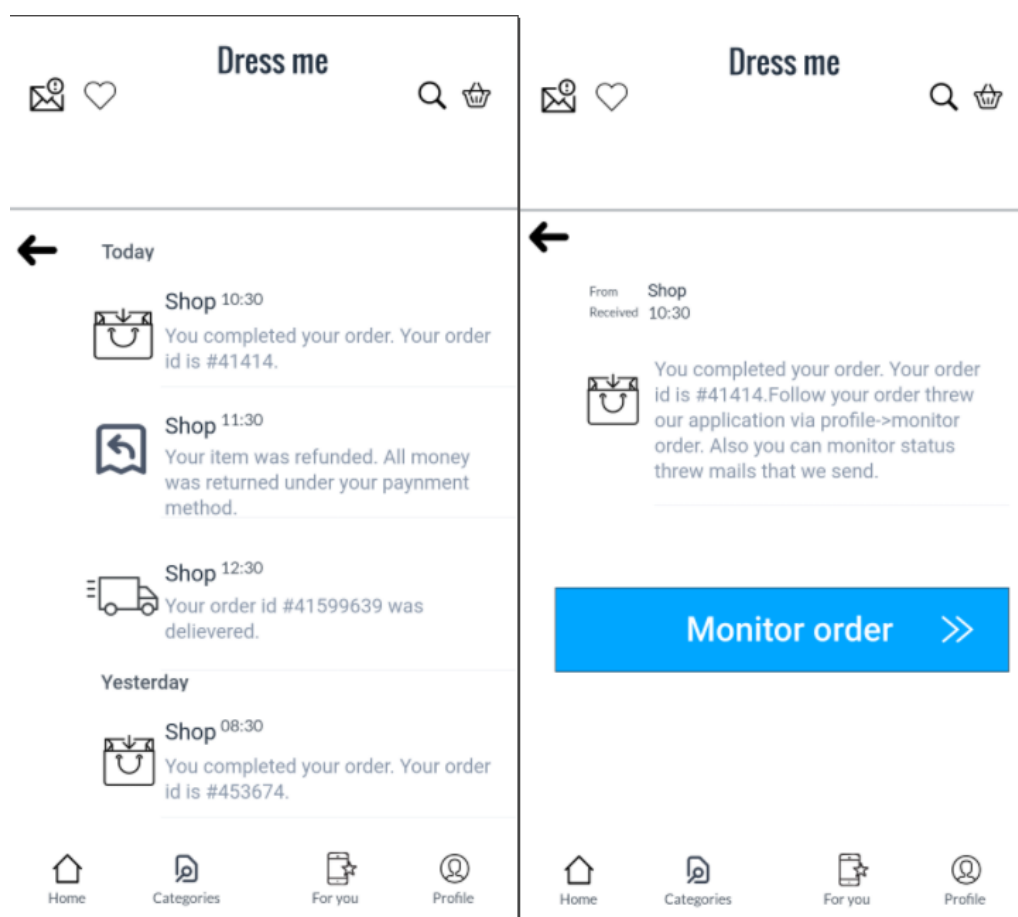 Dress me
Today
Shop 10:30
You completed your order. Your order
id is #41414.
Shop 11:30
Your item was refunded. All money
was returned under your paynment
method.
Shop 12:30
Your order id #41599639 was
delievered.
Yesterday
Shop 08:30
You completed your order. Your order
id is #453674.
Home
Categories
For you
Profile
Dress me
From Shop
Received 10:30
You completed your order. Your order
id is #41414.Follow your order threw
our application via profile->monitor
order. Also you can monitor status
threw mails that we send.
Monitor order
Home
Categories
For you
Profile